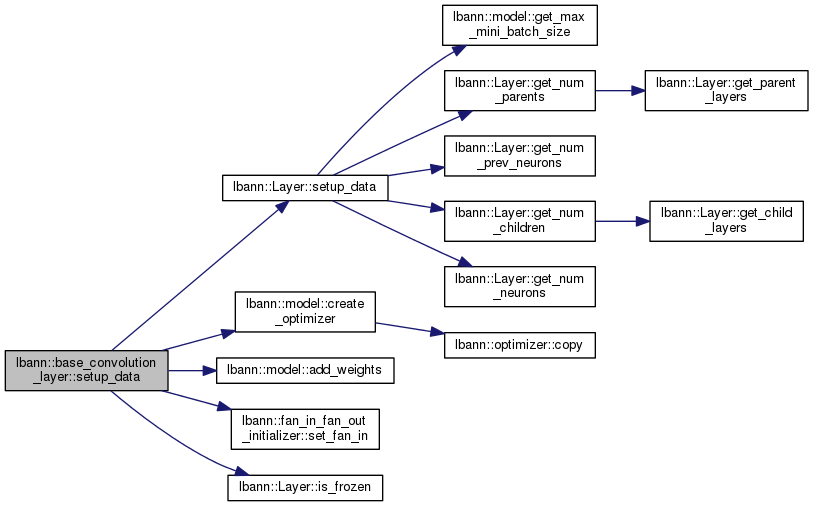 lbann::model::get_max
_mini_batch_size
lbann::Layer::get_num
_parents
lbann::Layer::get_parent
_layers
lbann::Layer::get_num
_prev_neurons
lbann::Layer::setup_data
lbann::Layer::get_num
_children
lbann::Layer::get_child
_layers
lbann::Layer::get_num
_neurons
lbann::model::create
_optimizer
lbann::optimizer::copy
lbann::base_convolution
_layer::setup_data
lbann::model::add_weights
lbann::fan_in_fan_out
_initializer::set_fan_in
lbann::Layer::is_frozen